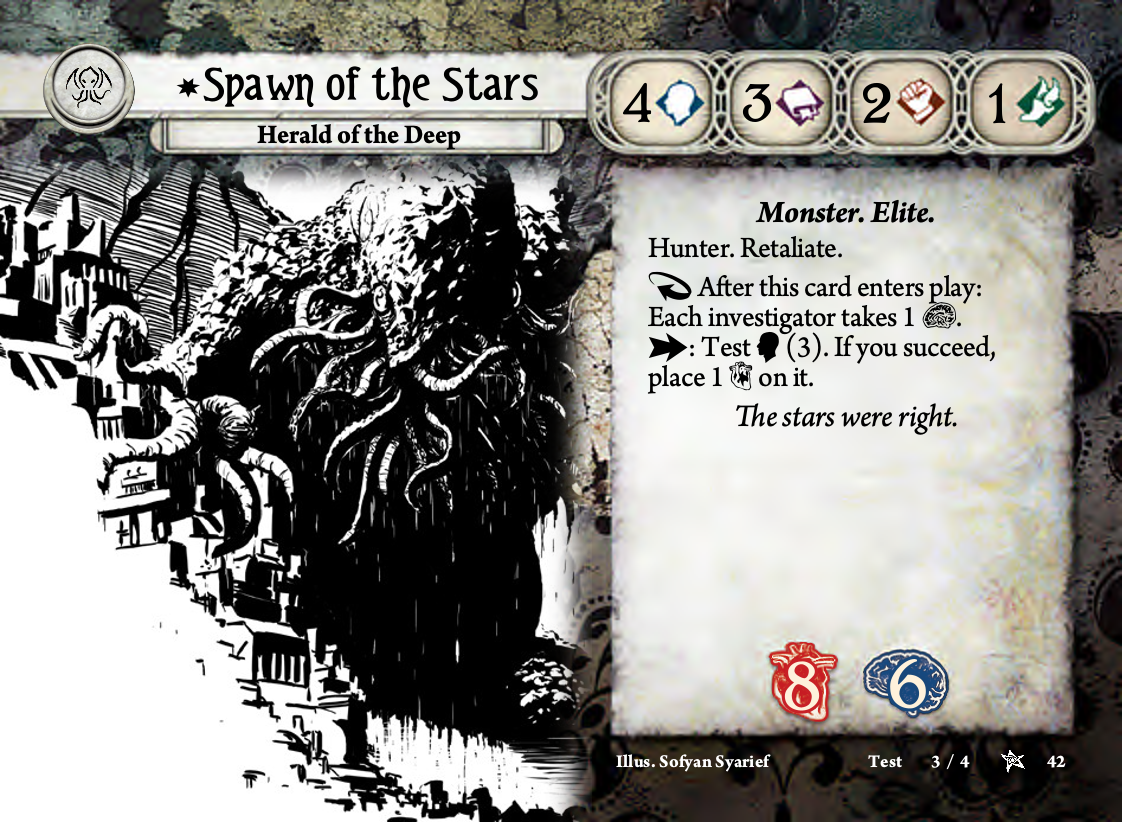 ✷Spawn of the Stars
4 3 2 1
Herald of the Deep
Monster. Elite.
Hunter. Retaliate.
After this card enters play:
Each investigator takes 1 .
: Test (3). If you succeed,
place 1 on it.
The stars were right.
8 6
Illus. Sofyan Syarief Test 3 / 4 42